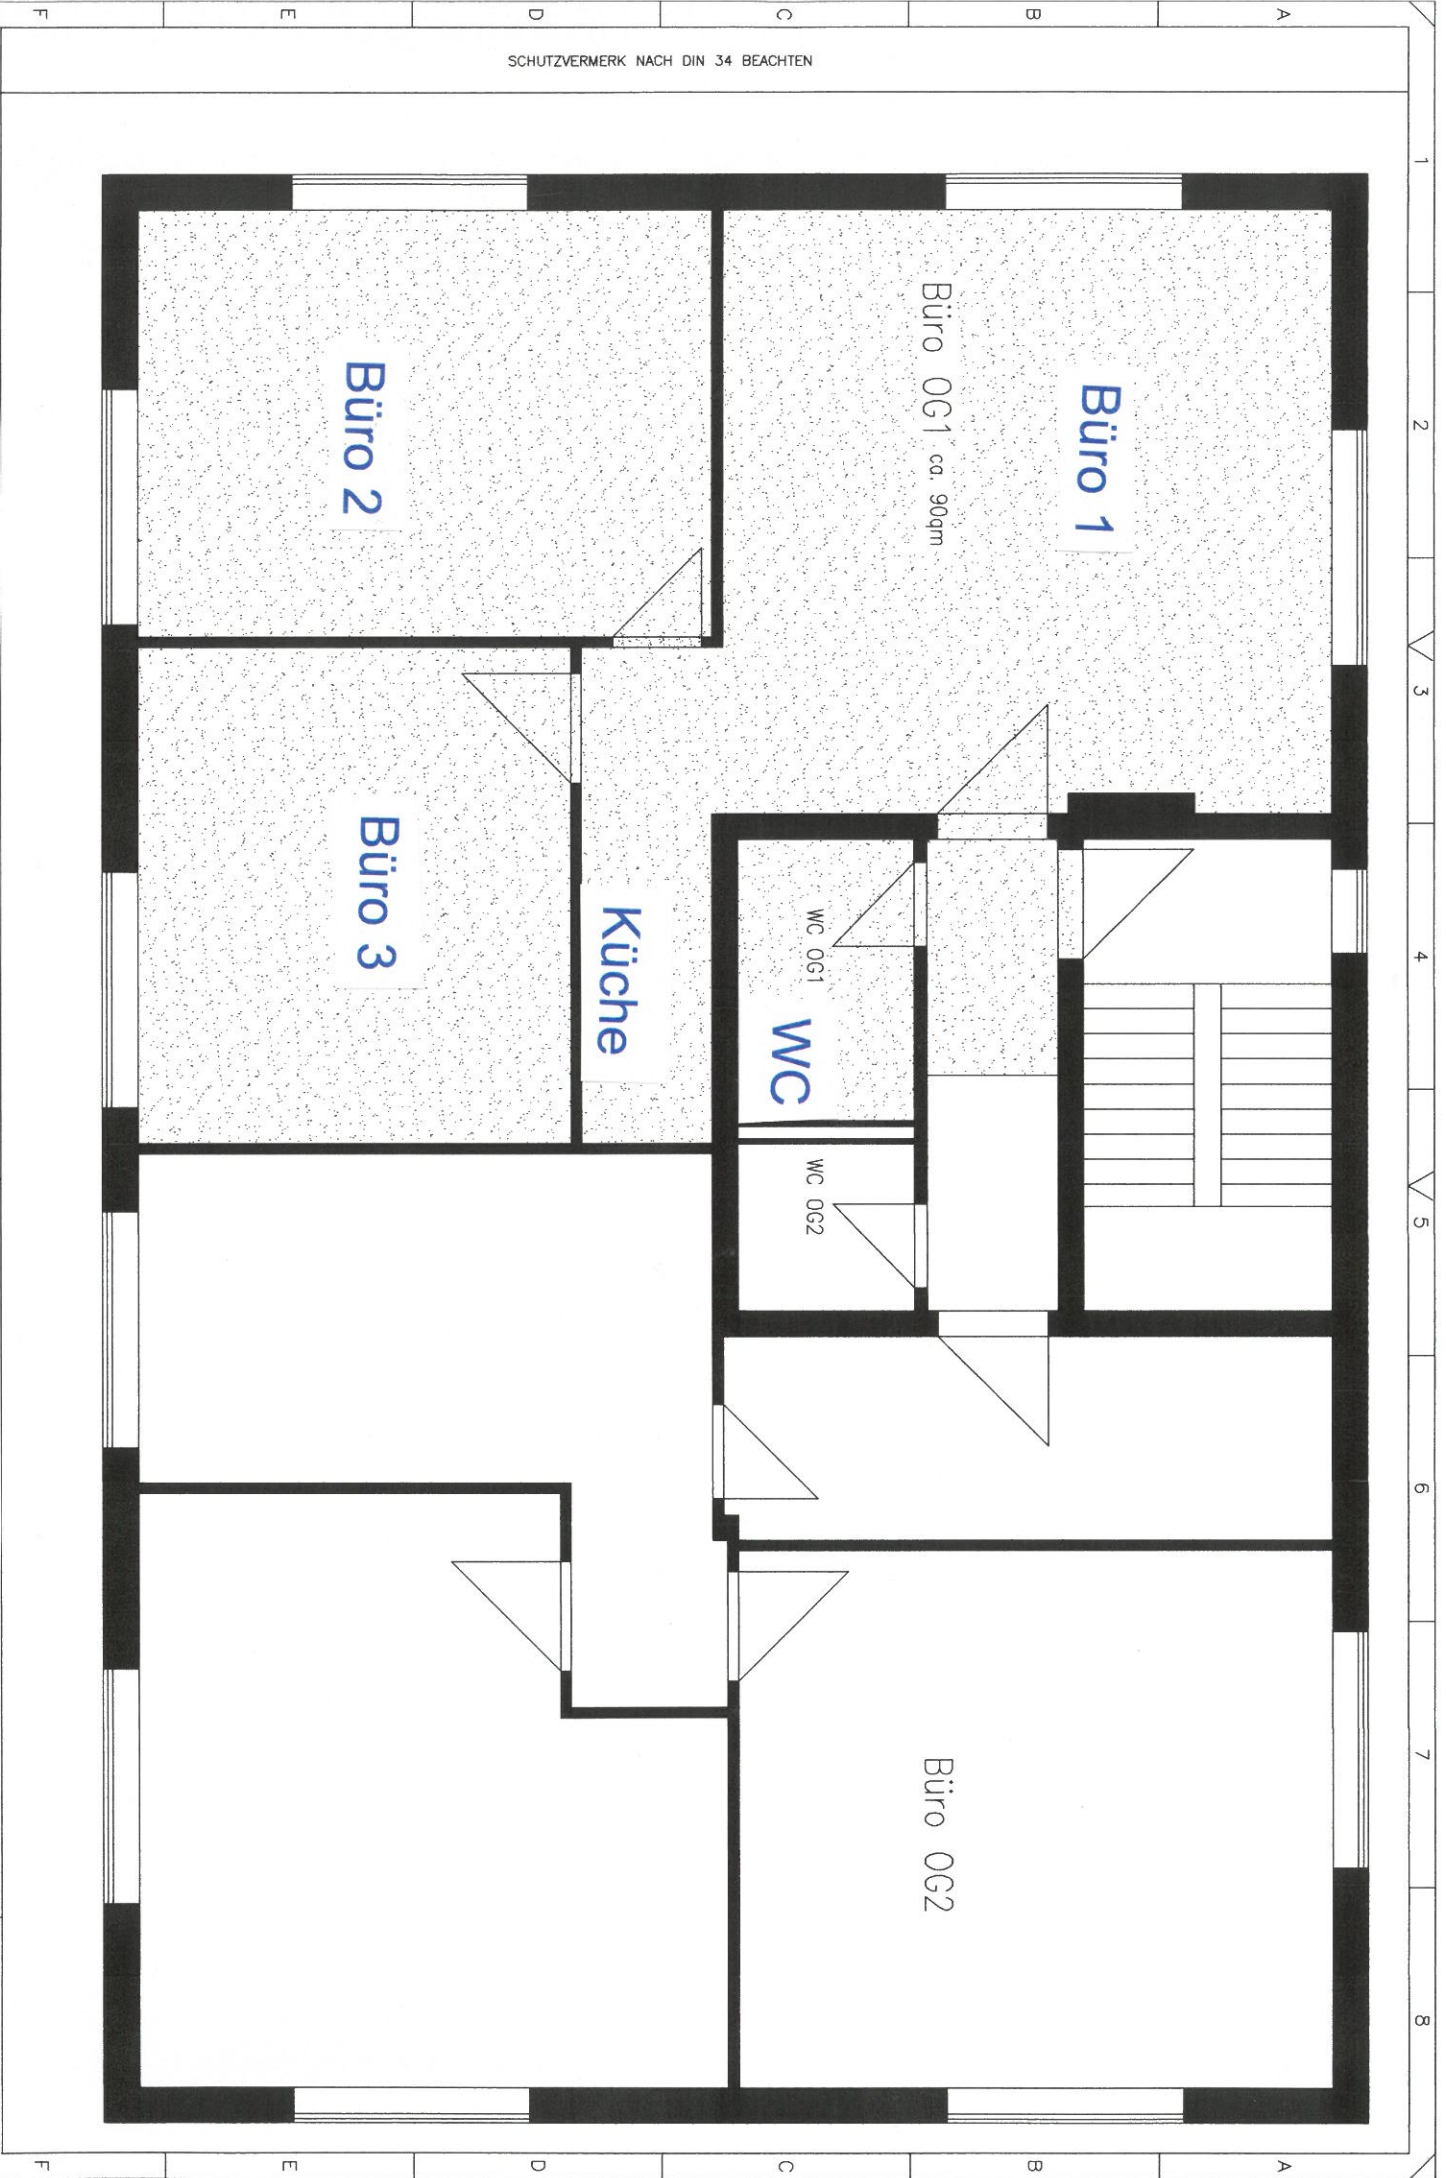 F E D C B A
SCHUTZVERMERK NACH DIN 34 BEACHTEN
1
2
3
4
5
6
7
8
Büro 1
Büro OG1 ca. 90qm
Büro 2
Büro 3
Küche
WC OG1
WC
WC OG2
Büro OG2
F E D C B A